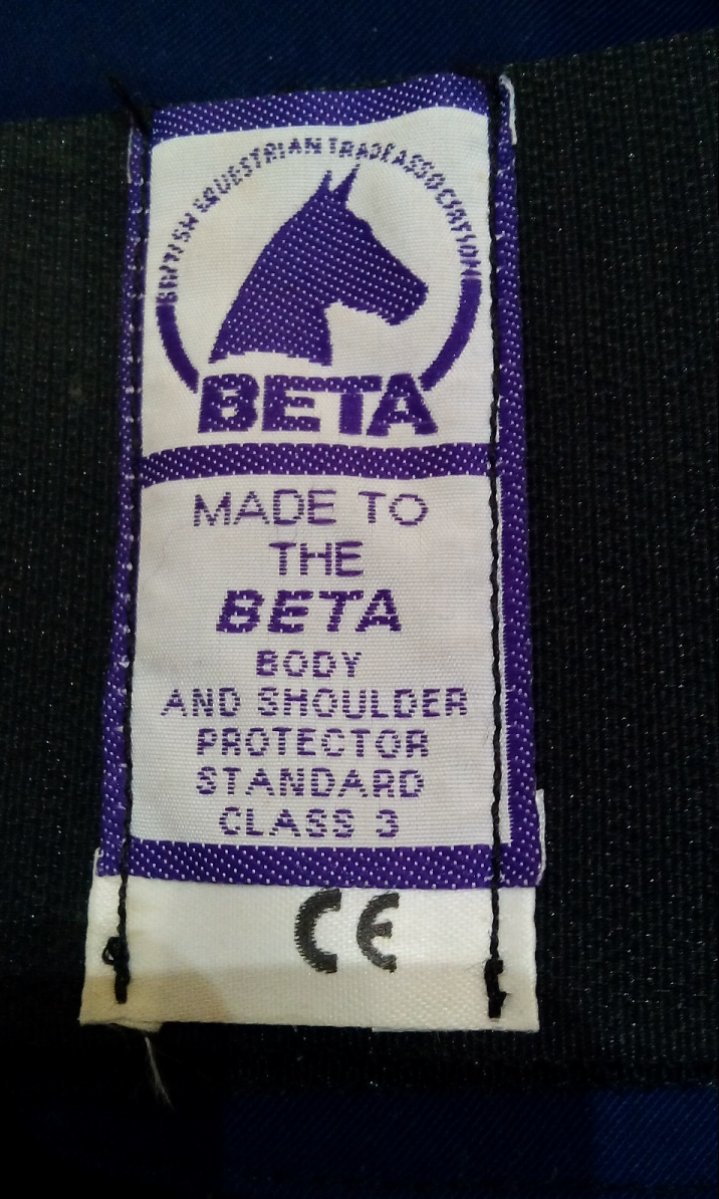 BRITISH EQUESTRIAN TRADE ASSOCIATION
BETA
MADE TO
THE
BETA
BODY
AND SHOULDER
PROTECTOR
STANDARD
CLASS 3
CE